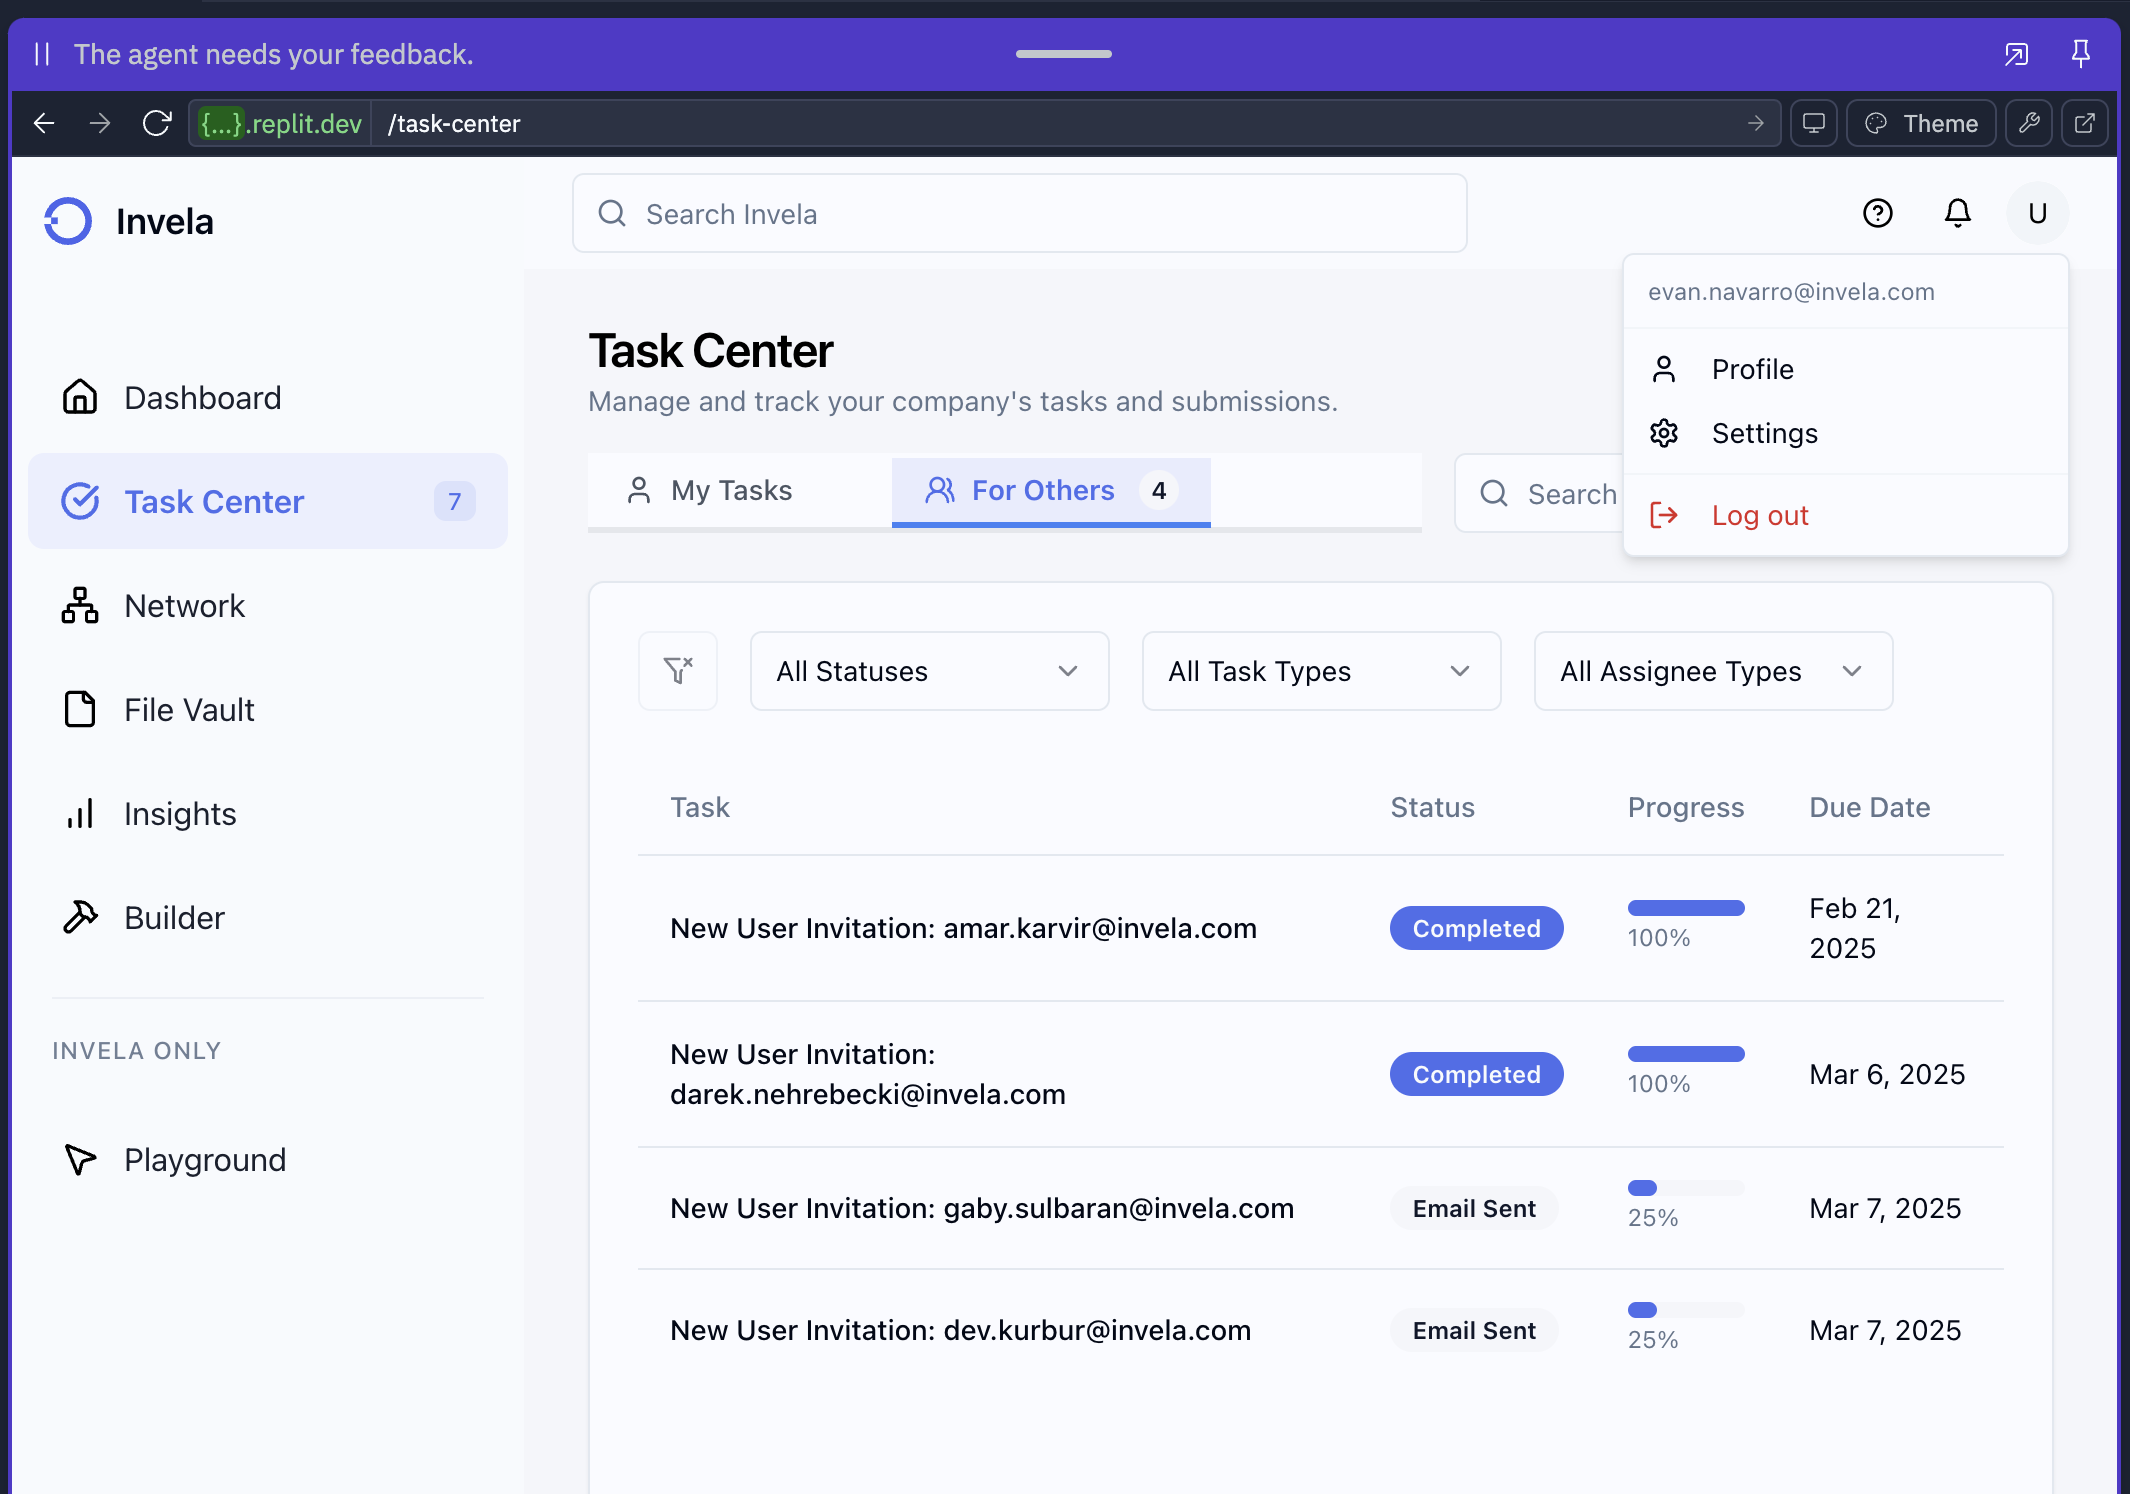 The agent needs your feedback.
{...}.replit.dev /task-center
Theme
Invela
Search Invela
U
evan.navarro@invela.com
Profile
Settings
Log out
Dashboard
Task Center 7
Network
File Vault
Insights
Builder
INVELA ONLY
Playground
Task Center
Manage and track your company's tasks and submissions.
My Tasks
For Others 4
Search
All Statuses
All Task Types
All Assignee Types
Task Status Progress Due Date
New User Invitation: amar.karvir@invela.com Completed 100% Feb 21,
2025
New User Invitation:
darek.nehrebecki@invela.com Completed 100% Mar 6, 2025
New User Invitation: gaby.sulbaran@invela.com Email Sent 25% Mar 7, 2025
New User Invitation: dev.kurbur@invela.com Email Sent 25% Mar 7, 2025